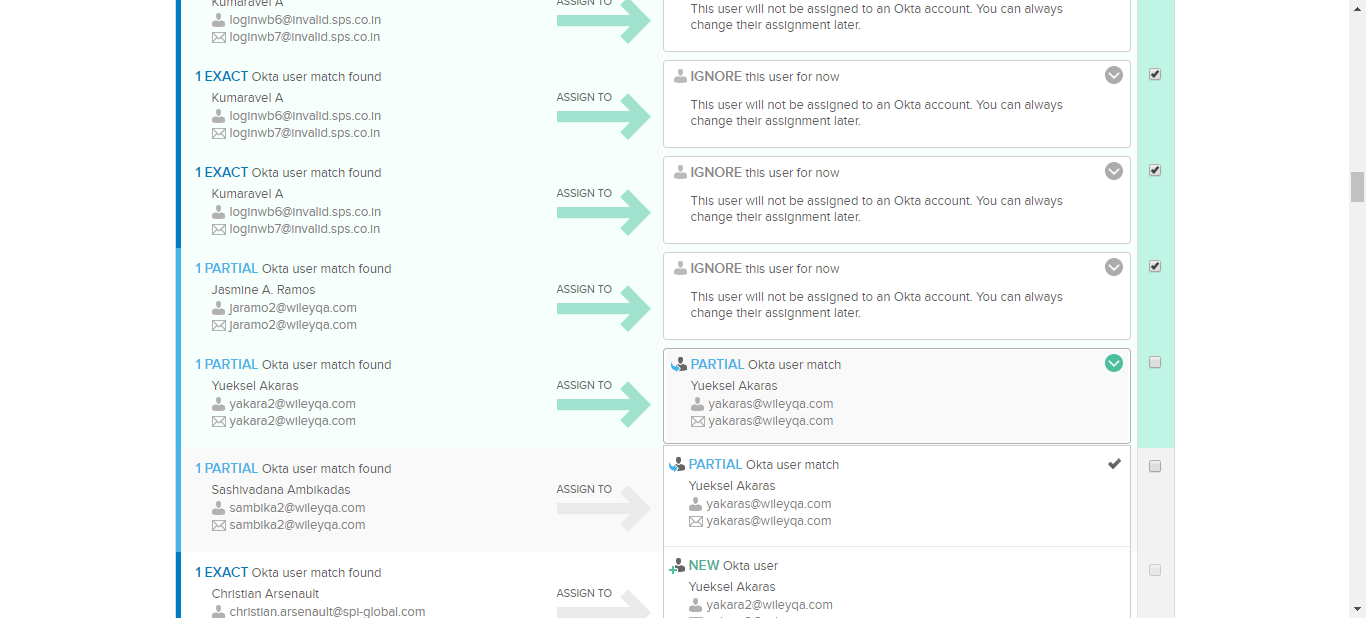 Kumaravel A
loginwb6@invalid.sps.co.in
loginwb7@invalid.sps.co.in
ASSIGN TO
This user will not be assigned to an Okta account. You can always
change their assignment later.
1 EXACT Okta user match found
Kumaravel A
loginwb6@invalid.sps.co.in
loginwb7@invalid.sps.co.in
ASSIGN TO
IGNORE this user for now
This user will not be assigned to an Okta account. You can always
change their assignment later.
1 EXACT Okta user match found
Kumaravel A
loginwb6@invalid.sps.co.in
loginwb7@invalid.sps.co.in
ASSIGN TO
IGNORE this user for now
This user will not be assigned to an Okta account. You can always
change their assignment later.
1 PARTIAL Okta user match found
Jasmine A. Ramos
jaramo2@wileyqa.com
jaramo2@wileyqa.com
ASSIGN TO
IGNORE this user for now
This user will not be assigned to an Okta account. You can always
change their assignment later.
1 PARTIAL Okta user match found
Yueksel Akaras
yakara2@wileyqa.com
yakara2@wileyqa.com
ASSIGN TO
PARTIAL Okta user match
Yueksel Akaras
yakaras@wileyqa.com
yakaras@wileyqa.com
1 PARTIAL Okta user match found
Sashivadana Ambikadas
sambika2@wileyqa.com
sambika2@wileyqa.com
ASSIGN TO
PARTIAL Okta user match
Yueksel Akaras
yakaras@wileyqa.com
yakaras@wileyqa.com
1 EXACT Okta user match found
Christian Arsenault
christian.arsenault@spi-global.com
ASSIGN TO
NEW Okta user
Yueksel Akaras
yakara2@wileyqa.com